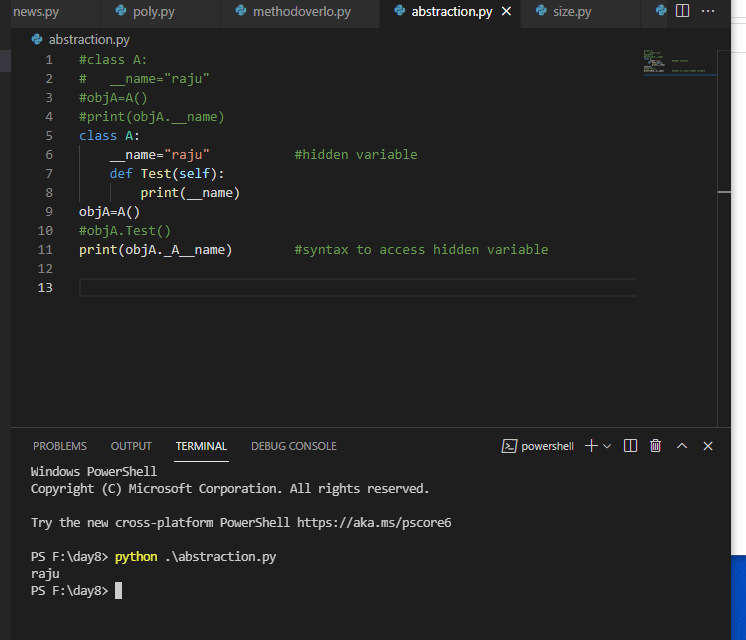 news.py poly.py methodoverlo.py abstraction.py size.py
abstraction.py
1 #class A:
2 #   __name="raju"
3 #objA=A()
4 #print(objA.__name)
5 class A:
6     __name="raju"           #hidden variable
7     def Test(self):
8         print(__name)
9 objA=A()
10 #objA.Test()
11 print(objA._A__name)        #syntax to access hidden variable
12
13
PROBLEMS OUTPUT TERMINAL DEBUG CONSOLE powershell
Windows PowerShell
Copyright (C) Microsoft Corporation. All rights reserved.
Try the new cross-platform PowerShell https://aka.ms/pscore6
PS F:\day8> python .\abstraction.py
raju
PS F:\day8>